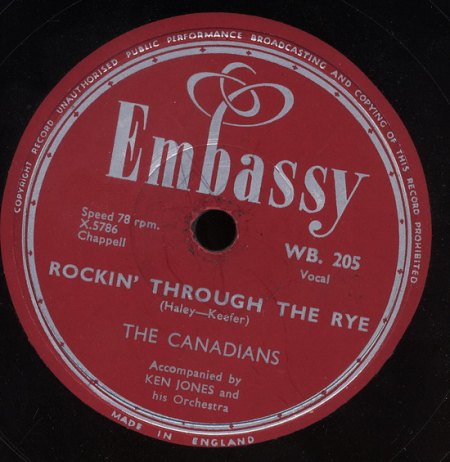 COPYRIGHT RECORD UNAUTHORISED PUBLIC PERFORMANCE BROADCASTING AND COPYING OF THIS RECORD PROHIBITED
Embassy
Speed 78 rpm.
X.5786
Chappell
WB. 205
Vocal
ROCKIN' THROUGH THE RYE
(Haley—Keefer)
THE CANADIANS
Accompanied by
KEN JONES and
his Orchestra
MADE IN ENGLAND